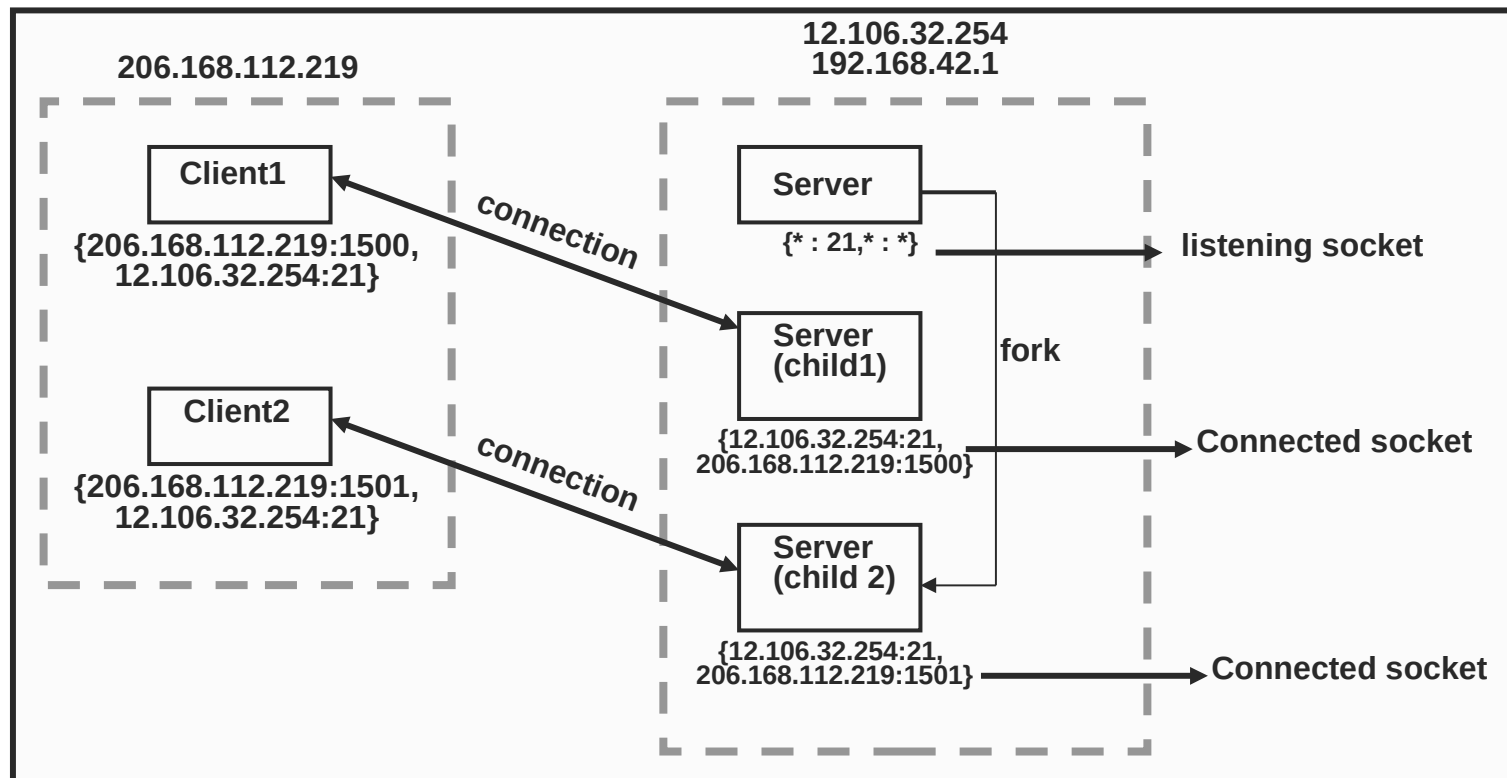 206.168.112.219
12.106.32.254
192.168.42.1
Client1
{206.168.112.219:1500,
12.106.32.254:21}
connection
Server
{* : 21,* : *}
listening socket
Server
(child1)
fork
{12.106.32.254:21,
206.168.112.219:1500}
Connected socket
Client2
{206.168.112.219:1501,
12.106.32.254:21}
connection
Server
(child 2)
{12.106.32.254:21,
206.168.112.219:1501}
Connected socket